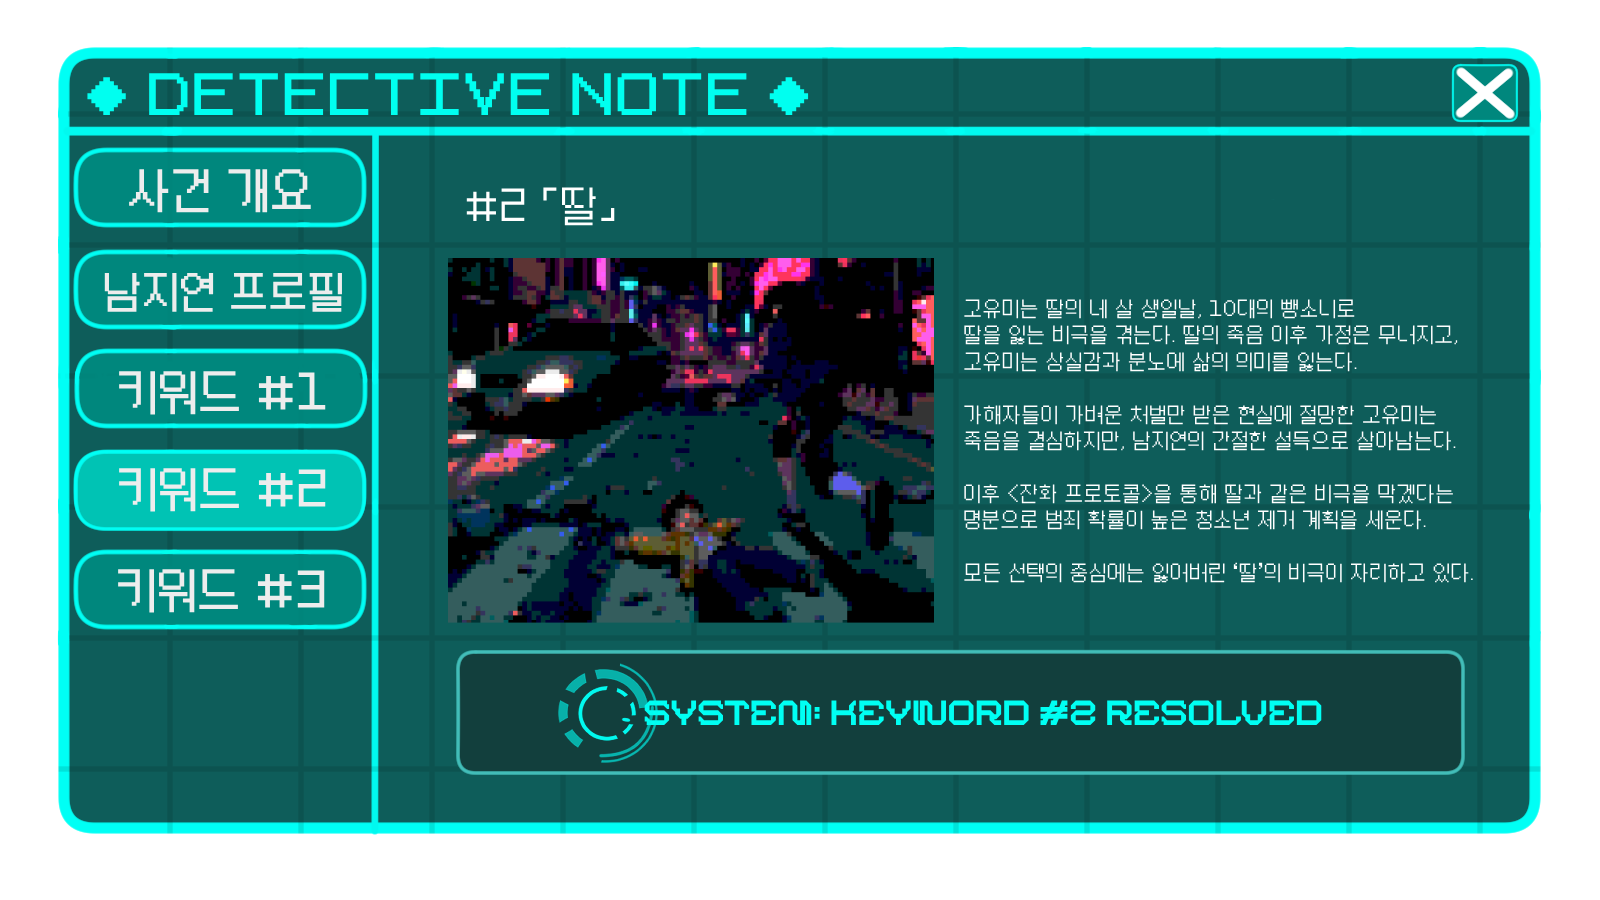 ◆ DETECTIVE NOTE ◆
사건 개요
남지연 프로필
키워드 #1
키워드 #2
키워드 #3
#2 「딸」
고유미는 딸의 네 살 생일날, 10대의 뺑소니로
딸을 잃는 비극을 겪는다. 딸의 죽음 이후 가정은 무너지고,
고유미는 상실감과 분노에 삶의 의미를 잃는다.
가해자들이 가벼운 처벌만 받은 현실에 절망한 고유미는
죽음을 결심하지만, 남지연의 간절한 설득으로 살아남는다.
이후 <잔화 프로토콜>을 통해 딸과 같은 비극을 막겠다는
명분으로 범죄 확률이 높은 청소년 제거 계획을 세운다.
모든 선택의 중심에는 잃어버린 ‘딸’의 비극이 자리하고 있다.
SYSTEM: KEYWORD #2 RESOLVED